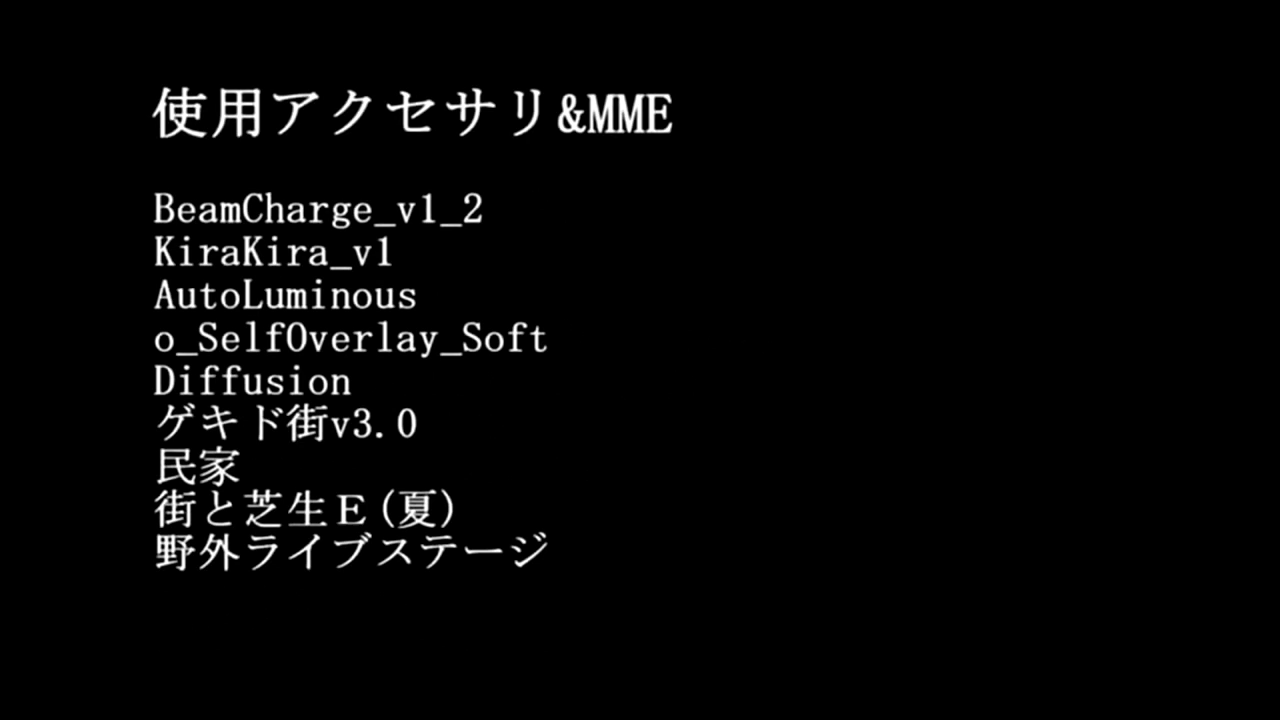 使用アクセサリ&MME
BeamCharge_v1_2
KiraKira_v1
AutoLuminous
o_SelfOverlay_Soft
Diffusion
ゲキド街v3.0
民家
街と芝生Ｅ(夏)
野外ライブステージ